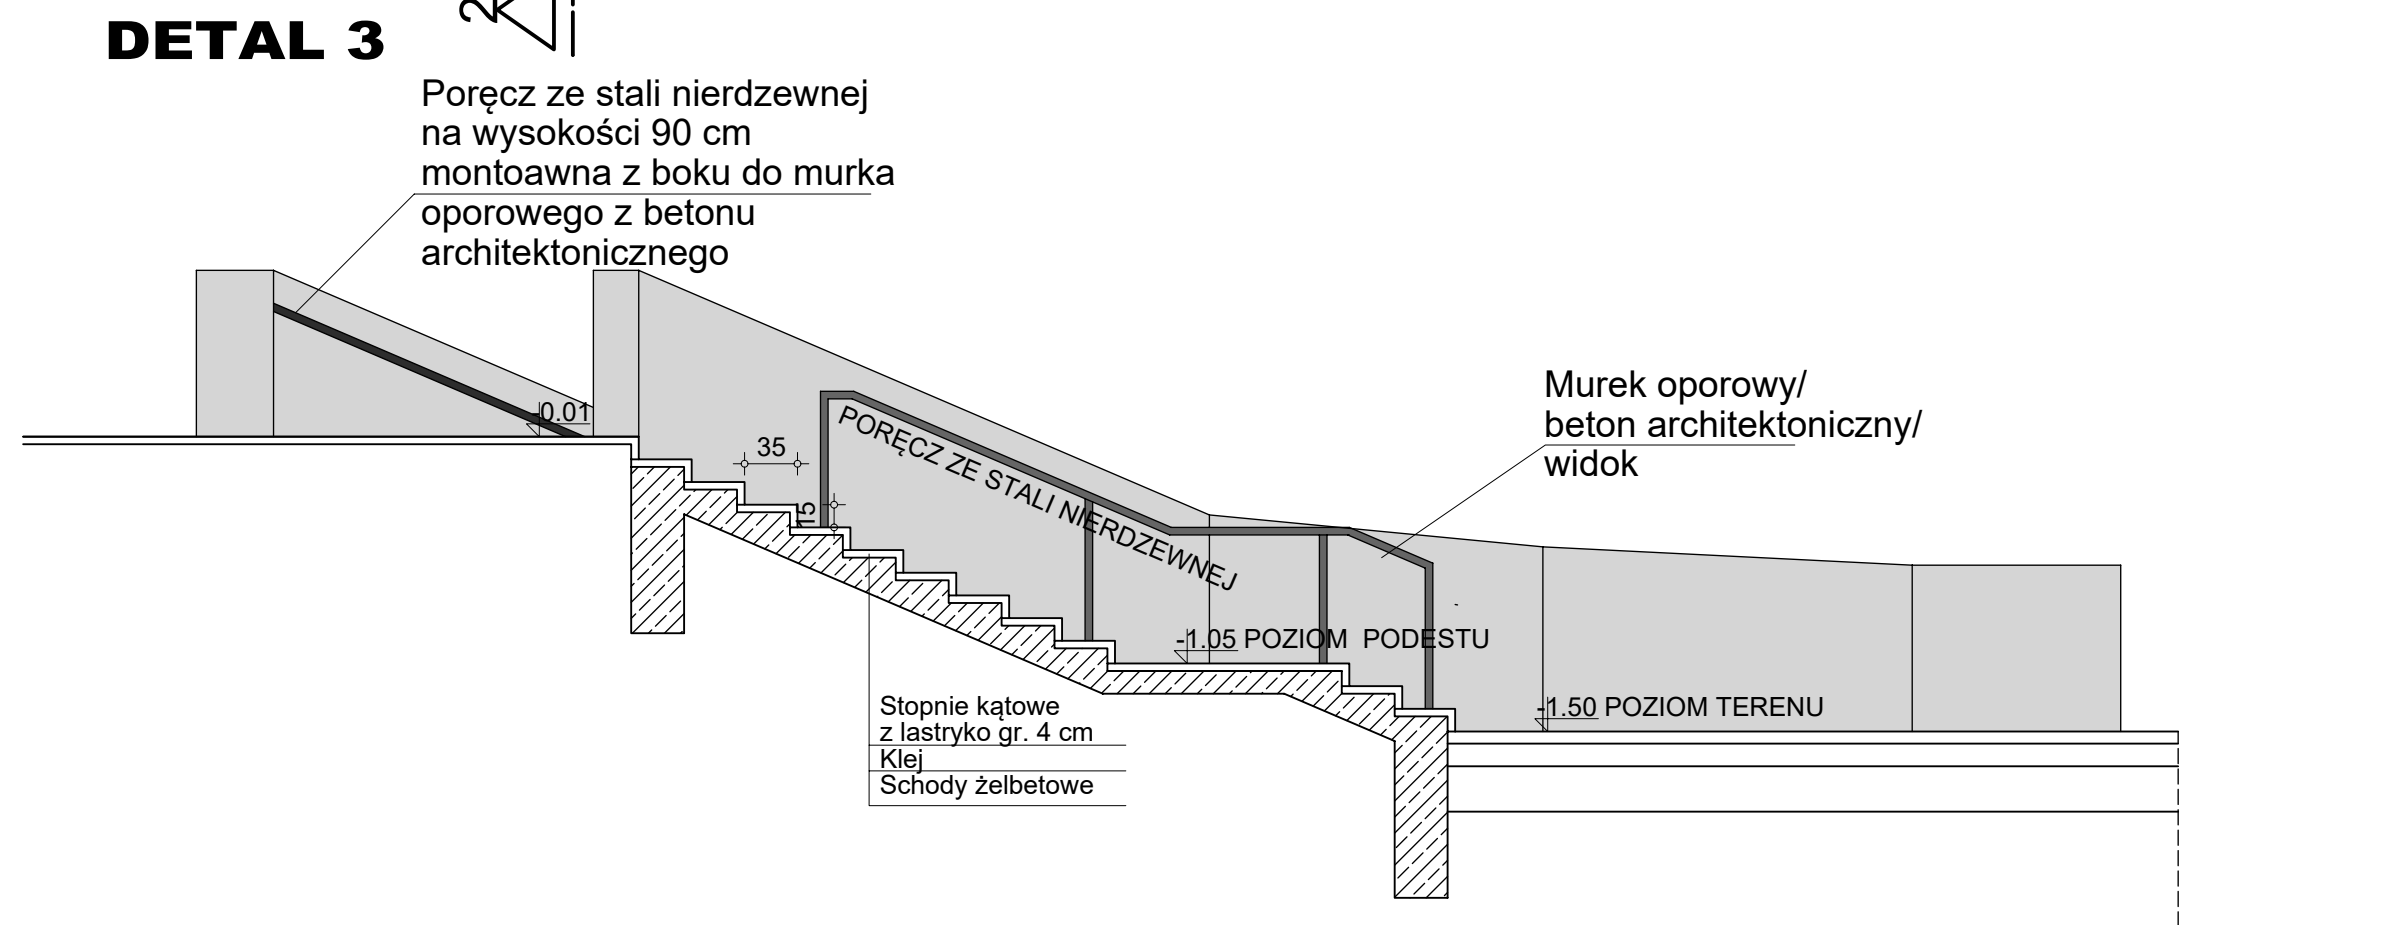 2
DETAL 3
Poręcz ze stali nierdzewnej
na wysokości 90 cm
montoawna z boku do murka
oporowego z betonu
architektonicznego
-0.01
35
15
PORĘCZ ZE STALI NIERDZEWNEJ
Murek oporowy/
beton architektoniczny/
widok
-1.05 POZIOM PODESTU
-1.50 POZIOM TERENU
Stopnie kątowe
z lastryko gr. 4 cm
Klej
Schody żelbetowe